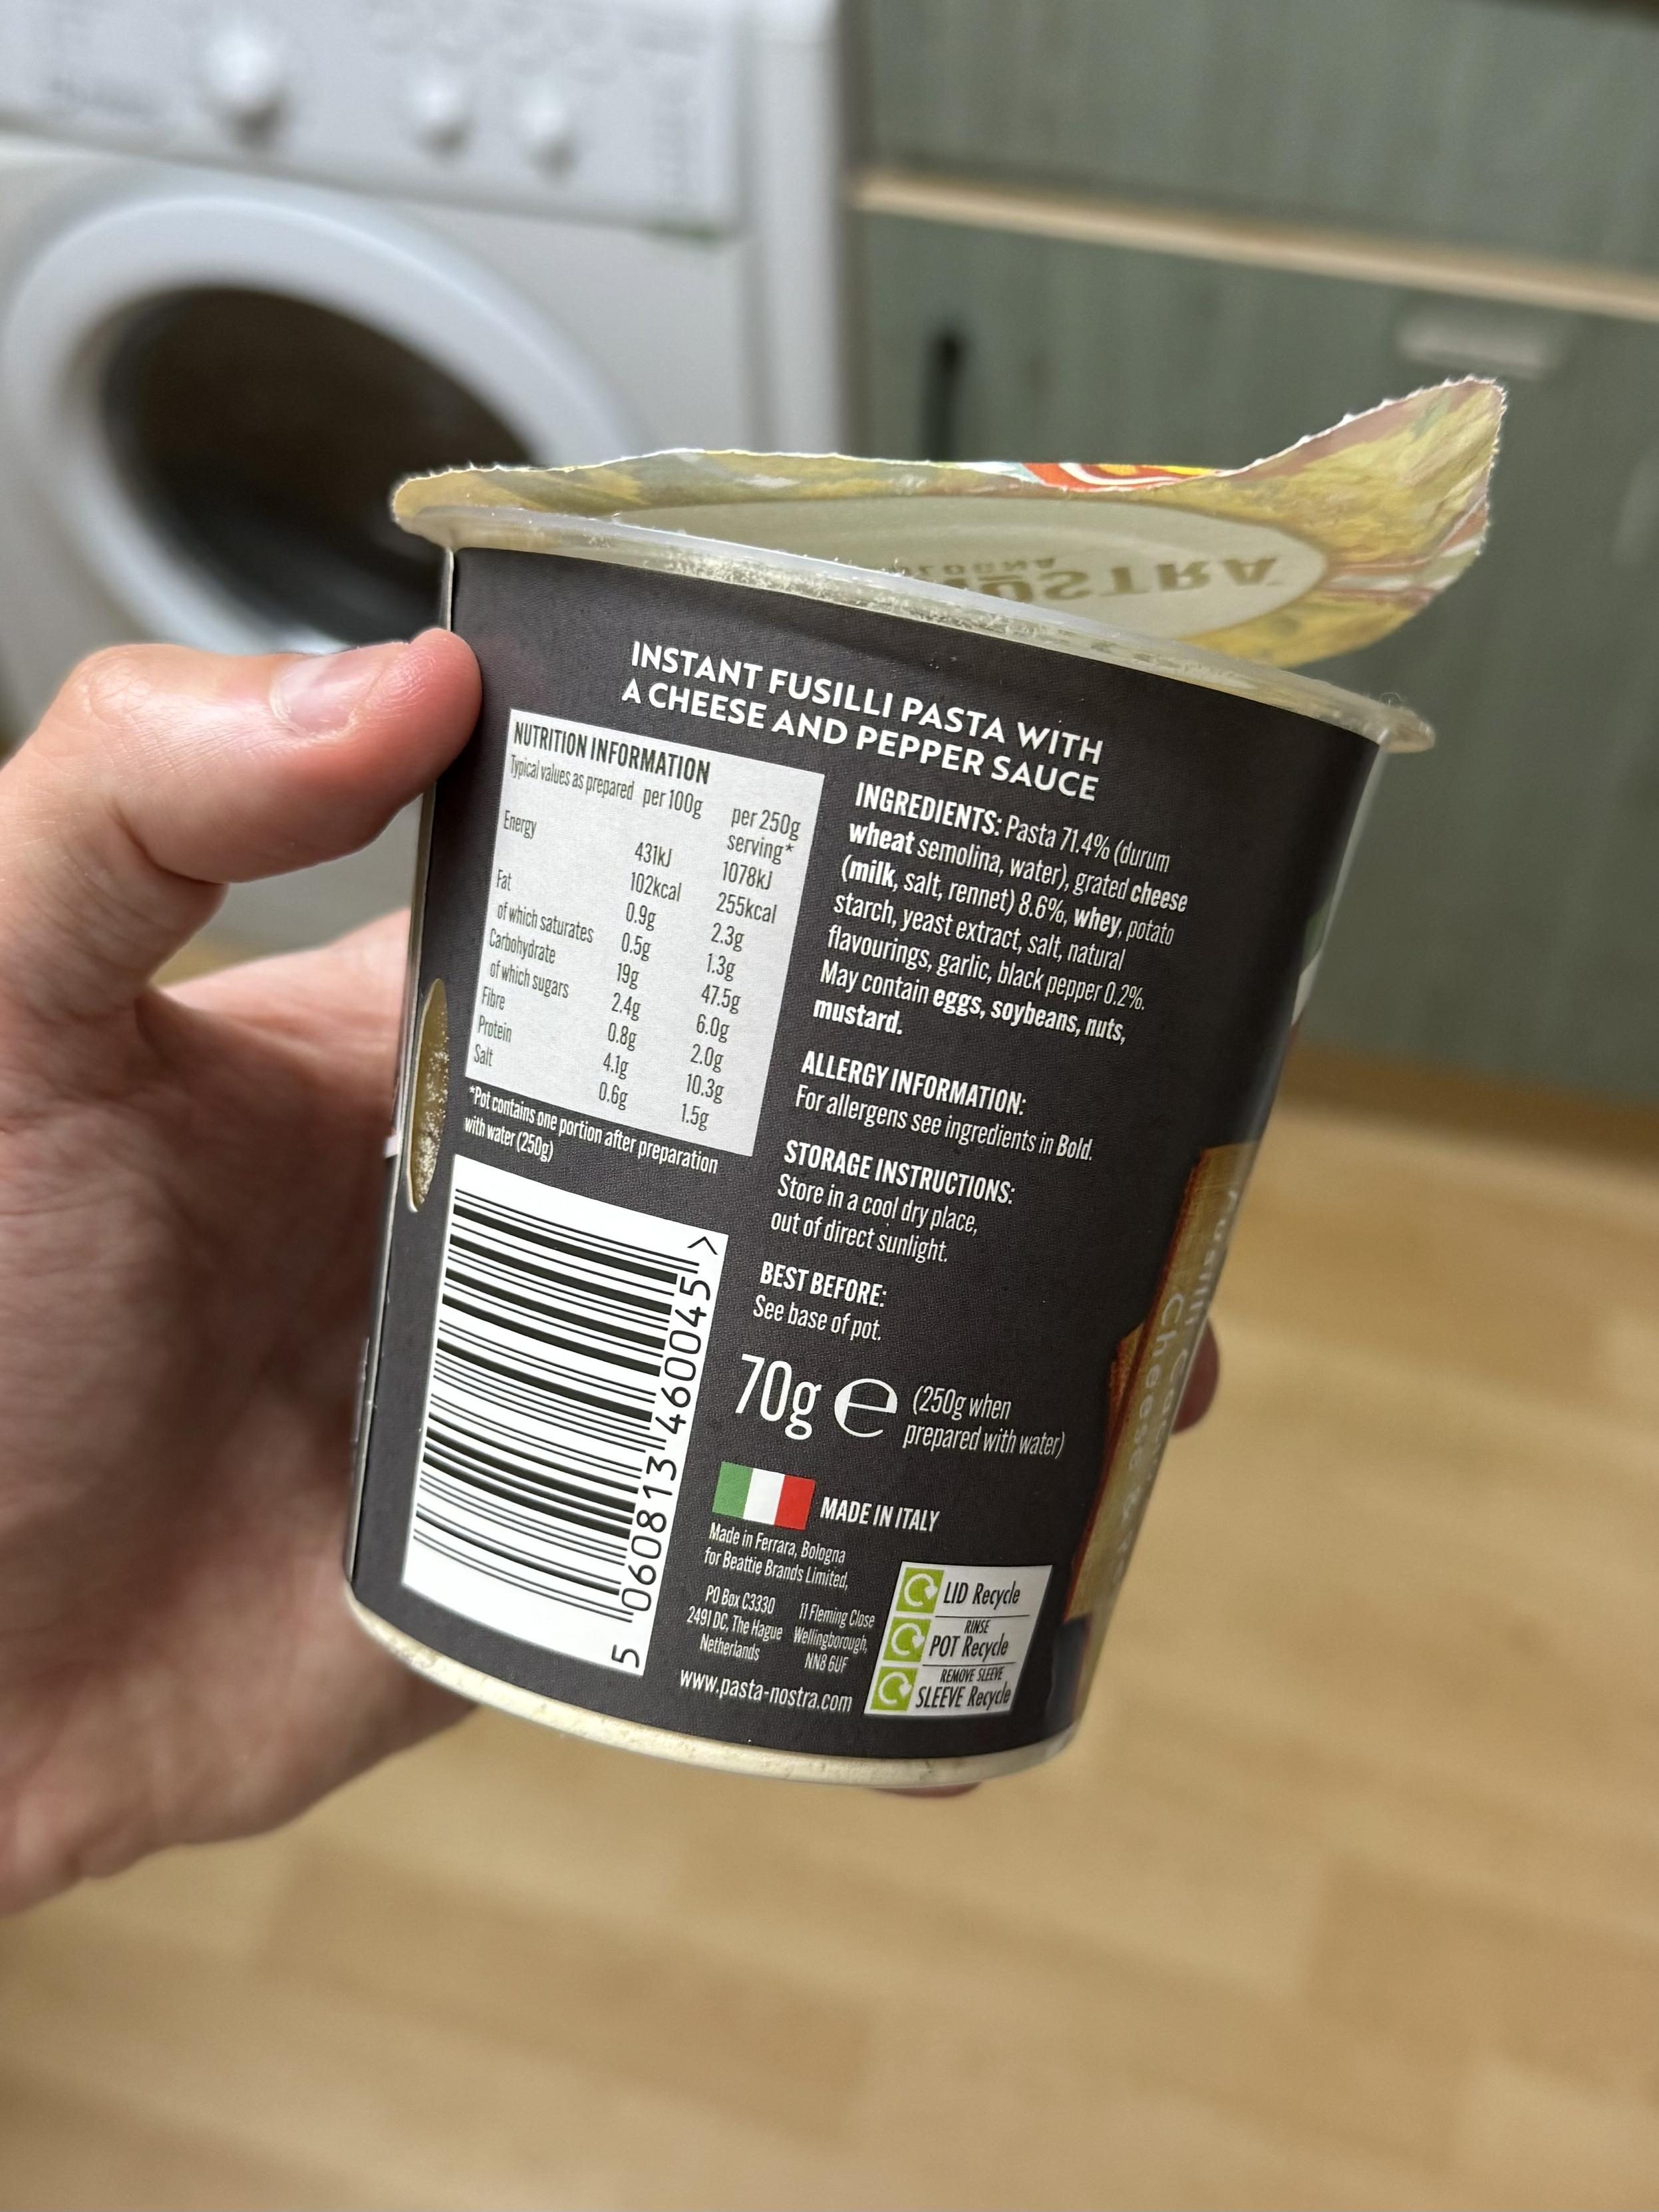 NOSTRA
INSTANT FUSILLI PASTA WITH
A CHEESE AND PEPPER SAUCE
NUTRITION INFORMATION
Typical values as prepared per 100g per 250g
serving*
Energy 431kJ 1078kJ
102kcal 255kcal
Fat 0.9g 2.3g
of which saturates 0.5g 1.3g
Carbohydrate 19g 47.5g
of which sugars 2.4g 6.0g
Fibre 0.8g 2.0g
Protein 4.1g 10.3g
Salt 0.6g 1.5g
*Pot contains one portion after preparation
with water (250g)
5 060813 460045 >
INGREDIENTS: Pasta 71.4% (durum
wheat semolina, water), grated cheese
(milk, salt, rennet) 8.6%, whey, potato
starch, yeast extract, salt, natural
flavourings, garlic, black pepper 0.2%.
May contain eggs, soybeans, nuts,
mustard.
ALLERGY INFORMATION:
For allergens see ingredients in Bold.
STORAGE INSTRUCTIONS:
Store in a cool dry place,
out of direct sunlight.
BEST BEFORE:
See base of pot.
70g e (250g when
prepared with water)
MADE IN ITALY
Made in Ferrara, Bologna
for Beattie Brands Limited,
PO Box C3330
2491 DC, The Hague
Netherlands
11 Fleming Close
Wellingborough,
NN8 6UF
www.pasta-nostra.com
LID Recycle
RINSE
POT Recycle
REMOVE SLEEVE
SLEEVE Recycle
Fusilli
Cheese